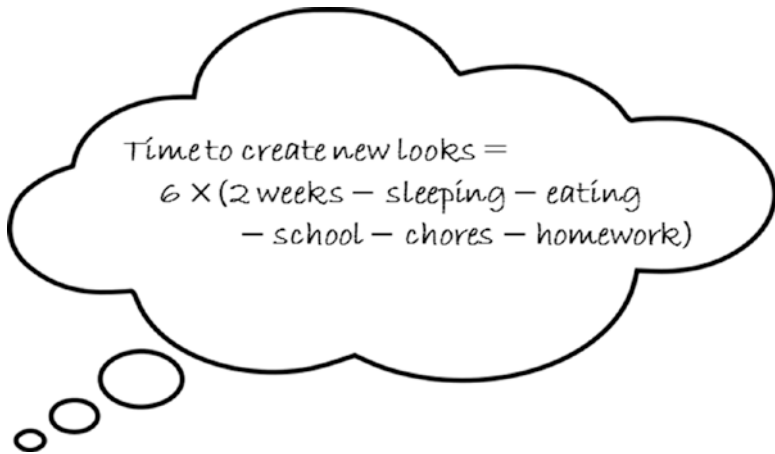 Time to create new looks =
6 × (2 weeks – sleeping – eating
– school – chores – homework)